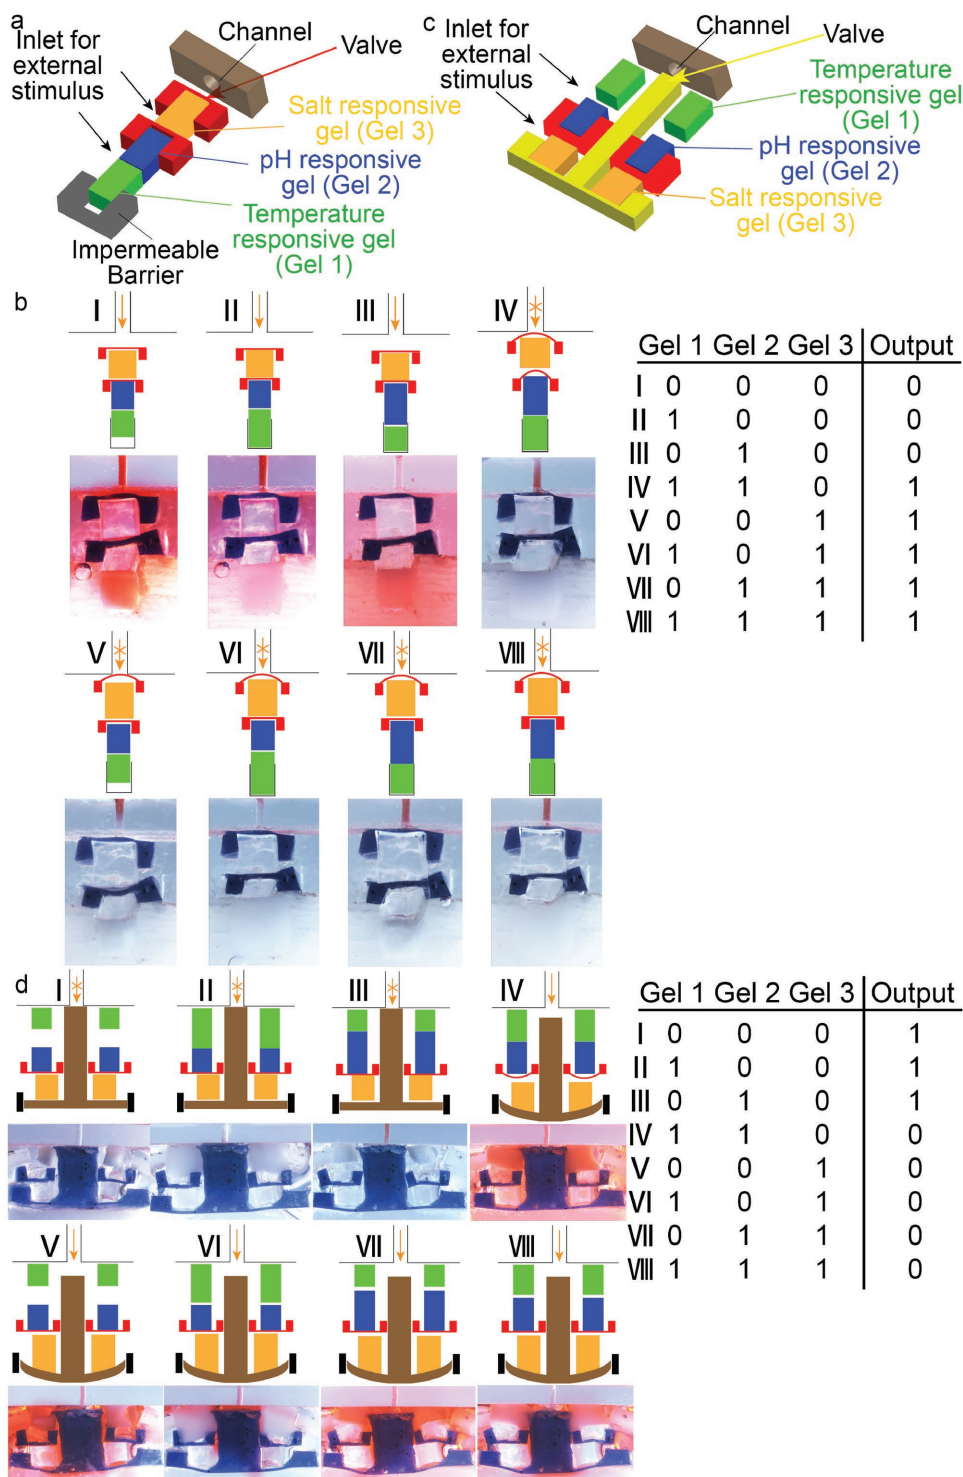 a
Inlet for
external
stimulus
Channel
Valve
Salt responsive
gel (Gel 3)
pH responsive
gel (Gel 2)
Temperature
responsive gel
(Gel 1)
Impermeable
Barrier
c
Inlet for
external
stimulus
Channel
Valve
Temperature
responsive gel
(Gel 1)
pH responsive
gel (Gel 2)
Salt responsive
gel (Gel 3)
b
I
II
III
IV
V
VI
VII
VIII
Gel 1 Gel 2 Gel 3 Output
I 0 0 0 0
II 1 0 0 0
III 0 1 0 0
IV 1 1 0 1
V 0 0 1 1
VI 1 0 1 1
VII 0 1 1 1
VIII 1 1 1 1
d
I
II
III
IV
V
VI
VII
VIII
Gel 1 Gel 2 Gel 3 Output
I 0 0 0 1
II 1 0 0 1
III 0 1 0 1
IV 1 1 0 0
V 0 0 1 0
VI 1 0 1 0
VII 0 1 1 0
VIII 1 1 1 0